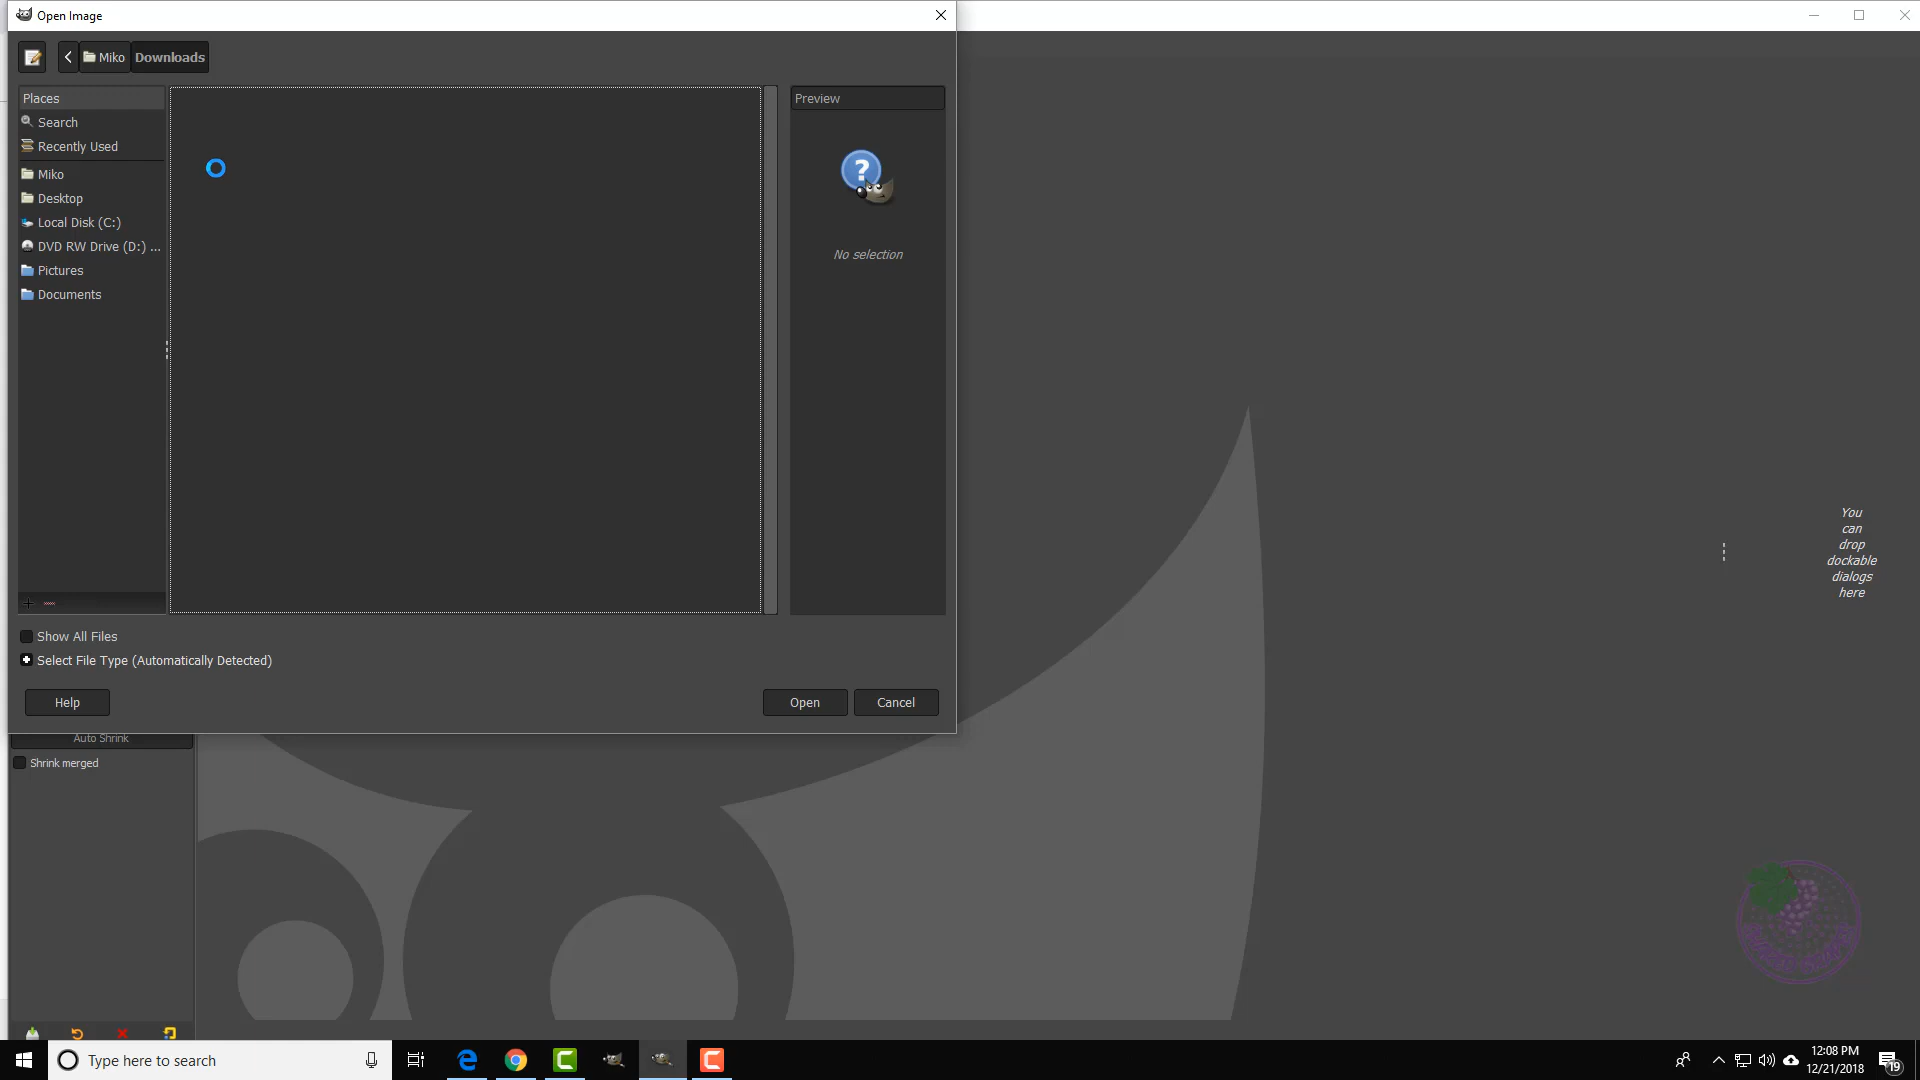 Open Image
Miko
Downloads
Places
Search
Recently Used
Miko
Desktop
Local Disk (C:)
DVD RW Drive (D:) ...
Pictures
Documents
Preview
No selection
Show All Files
Select File Type (Automatically Detected)
Help
Open
Cancel
Auto Shrink
Shrink merged
You
can
drop
dockable
dialogs
here
Type here to search
12:08 PM
12/21/2018
19